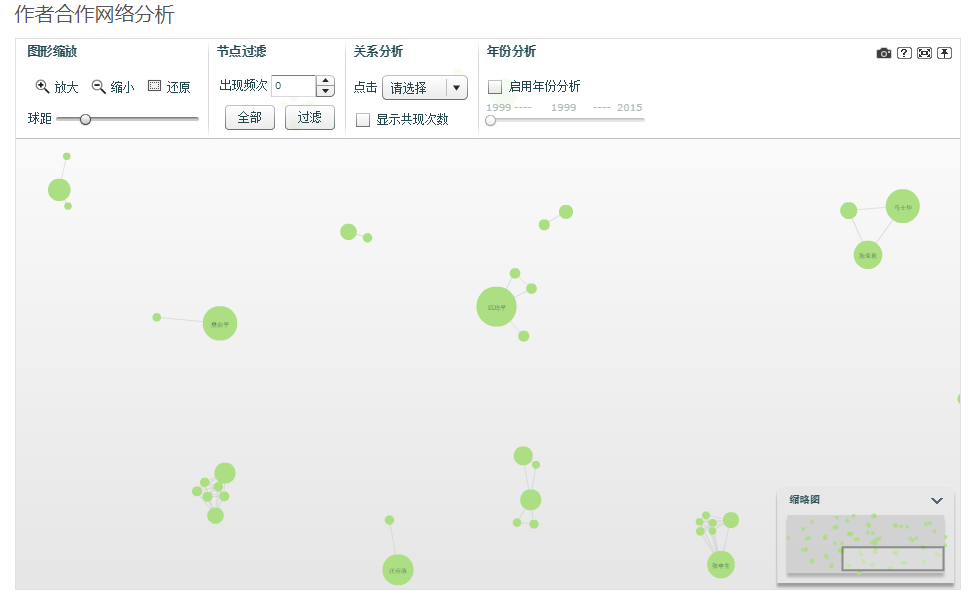 作者合作网络分析
图形缩放
节点过滤
关系分析
年份分析
放大
缩小
还原
出现频次
0
点击
请选择
启用年份分析
球距
全部
过滤
显示共现次数
1999 ----
1999
---- 2015
缩略图